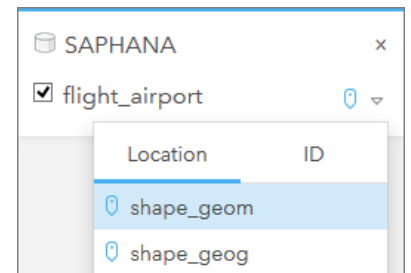 SAPHANA ×
flight_airport
Location ID
shape_geom
shape_geog